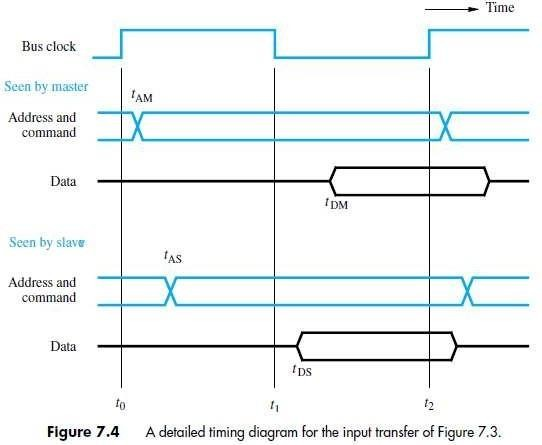 Time
Bus clock
Seen by master
tAM
Address and
command
Data
tDM
Seen by slave
tAS
Address and
command
Data
tDS
t0
t1
t2
Figure 7.4 A detailed timing diagram for the input transfer of Figure 7.3.